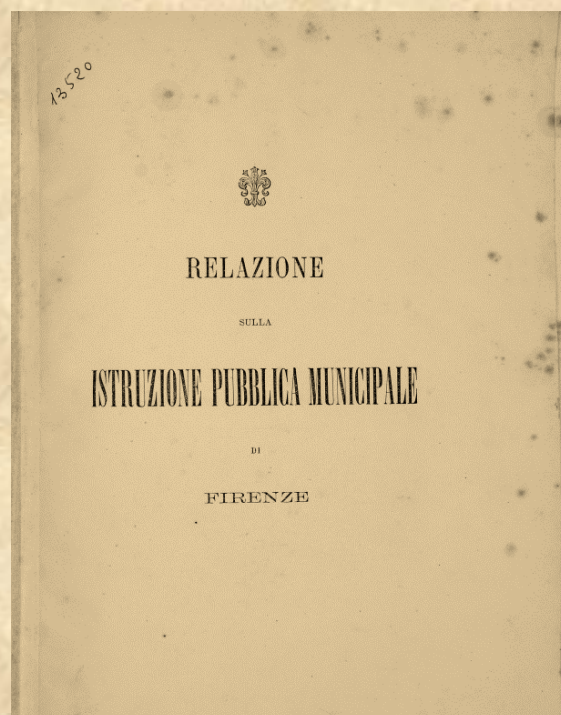 13520
RELAZIONE
SULLA
ISTRUZIONE PUBBLICA MUNICIPALE
DI
FIRENZE